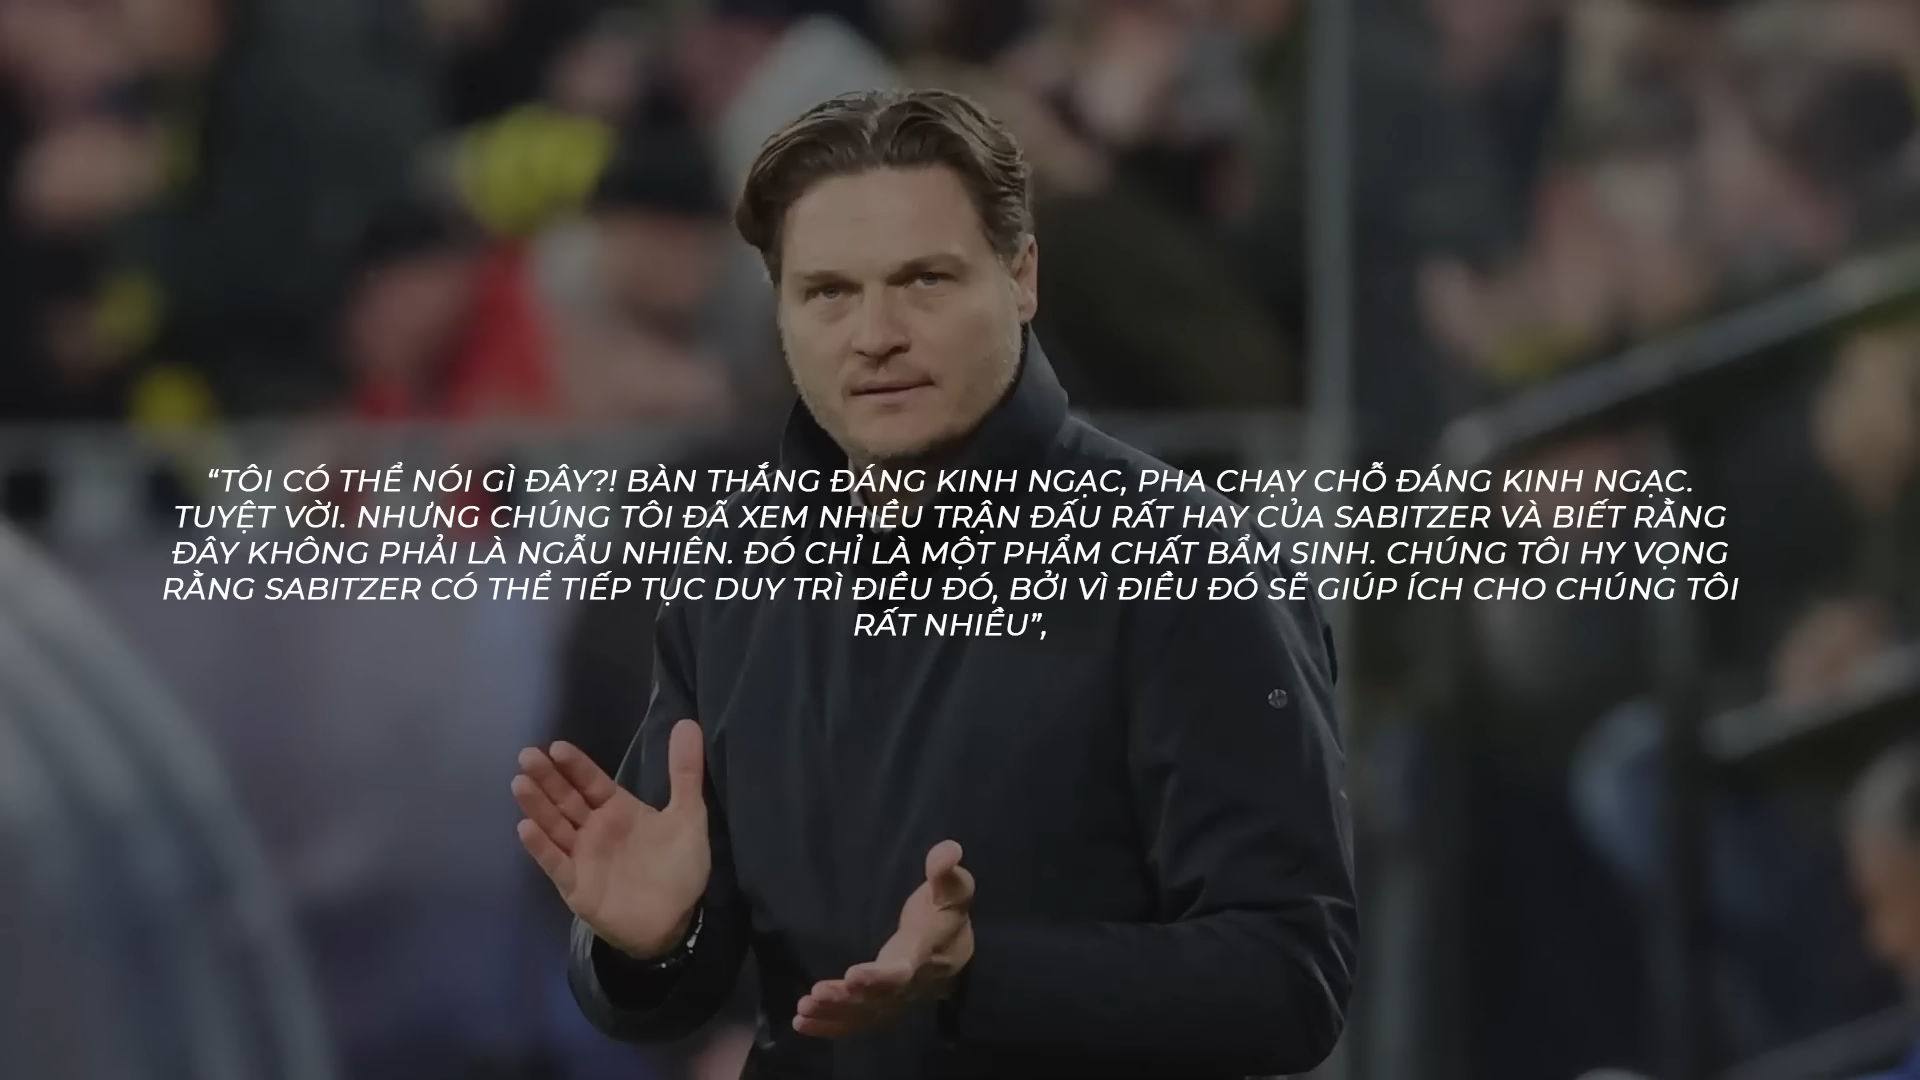 “TÔI CÓ THỂ NÓI GÌ ĐÂY?! BÀN THẮNG ĐÁNG KINH NGẠC, PHA CHẠY CHỖ ĐÁNG KINH NGẠC.
TUYỆT VỜI. NHƯNG CHÚNG TÔI ĐÃ XEM NHIỀU TRẬN ĐẤU RẤT HAY CỦA SABITZER VÀ BIẾT RẰNG
ĐÂY KHÔNG PHẢI LÀ NGẪU NHIÊN. ĐÓ CHỈ LÀ MỘT PHẨM CHẤT BẨM SINH. CHÚNG TÔI HY VỌNG
RẰNG SABITZER CÓ THỂ TIẾP TỤC DUY TRÌ ĐIỀU ĐÓ, BỞI VÌ ĐIỀU ĐÓ SẼ GIÚP ÍCH CHO CHÚNG TÔI
RẤT NHIỀU”,